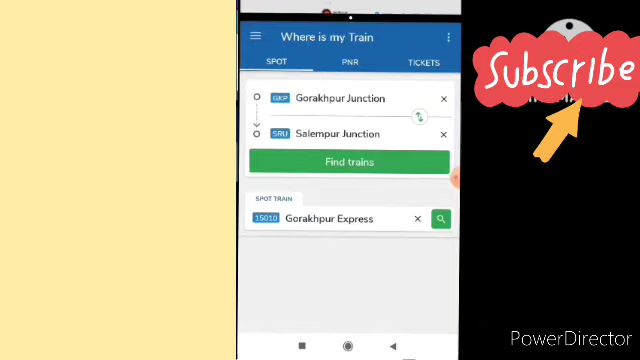 Where is my Train
SPOT PNR TICKETS
GKP Gorakhpur Junction
SRU Salempur Junction
Find trains
SPOT TRAIN
15010 Gorakhpur Express
Subscribe
PowerDirector